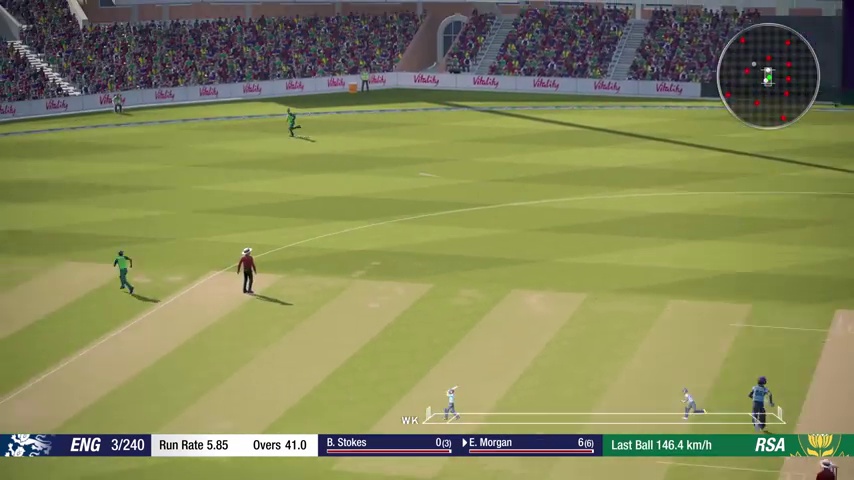 Vitality Vitality Vitality Vitality Vitality Vitality Vitality Vitality Vitality Vitality
WK
ENG 3/240 Run Rate 5.85 Overs 41.0 B. Stokes 0(3) E. Morgan 6(6) Last Ball 146.4 km/h RSA